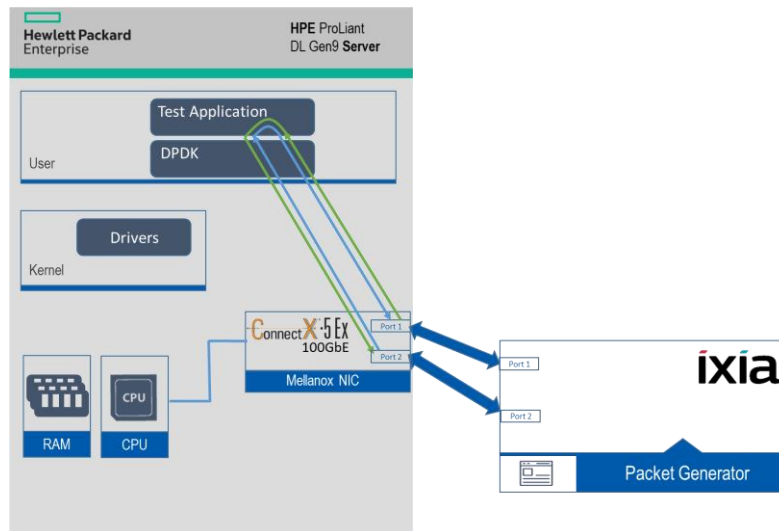 Hewlett Packard
Enterprise
HPE ProLiant
DL Gen9 Server
Test Application
DPDK
User
Drivers
Kernel
ConnectX®-5 Ex
100GbE
Port 1
Port 2
Mellanox NIC
CPU
RAM
CPU
ixia
Port 1
Port 2
Packet Generator